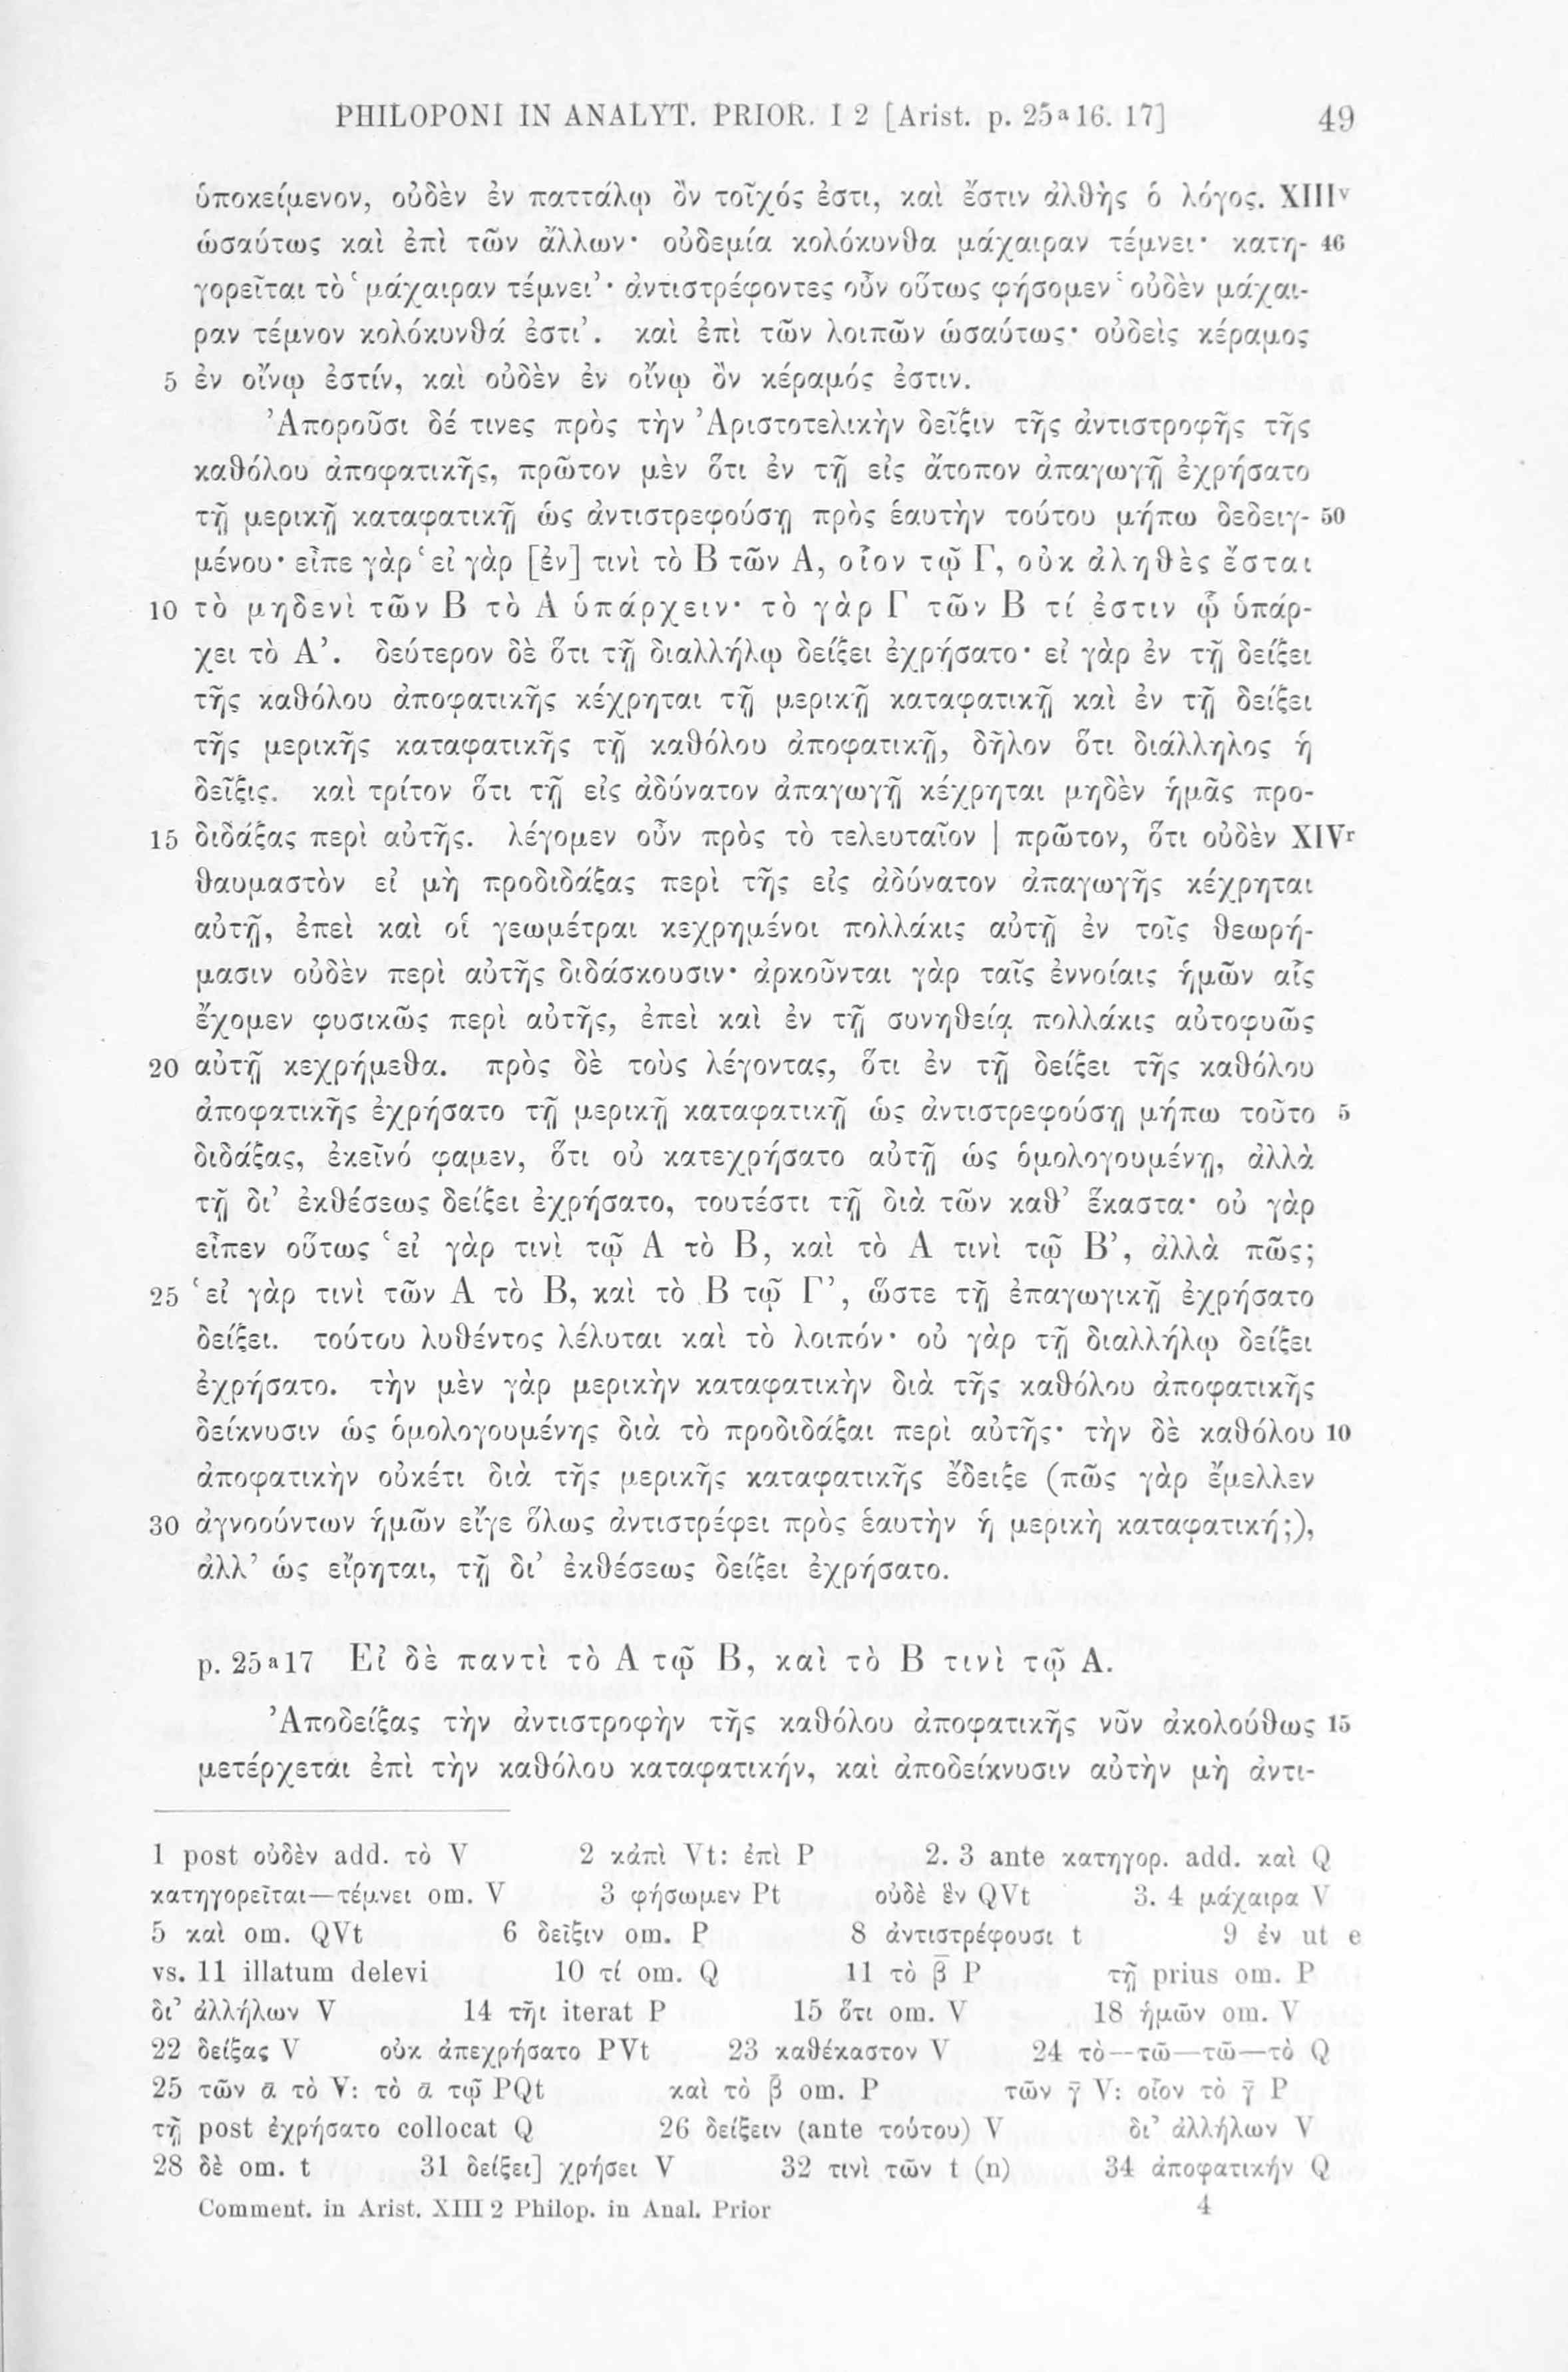 PHILOPONI IN ANALYT. PRIOR. I 2 [Arist. p. 25ª16. 17] 49
ὑποκείμενον, οὐδὲν ἐν παττάλῳ ὂν τοῖχός ἐστι, καὶ ἔστιν ἀλθὴς ὁ λόγος. XIIIᵛ
ὡσαύτως καὶ ἐπὶ τῶν ἄλλων· οὐδεμία κολόκυνθα μάχαιραν τέμνει· κατη- 46
γορεῖται τὸ ‘μάχαιραν τέμνει’· ἀντιστρέφοντες οὖν οὕτως φήσομεν ‘οὐδὲν μάχαι-
ραν τέμνον κολόκυνθά ἐστι’. καὶ ἐπὶ τῶν λοιπῶν ὡσαύτως· οὐδεὶς κέραμος
5 ἐν οἴνῳ ἐστίν, καὶ οὐδὲν ἐν οἴνῳ ὂν κέραμός ἐστιν.
Ἀποροῦσι δέ τινες πρὸς τὴν Ἀριστοτελικὴν δεῖξιν τῆς ἀντιστροφῆς τῆς
καθόλου ἀποφατικῆς, πρῶτον μὲν ὅτι ἐν τῇ εἰς ἄτοπον ἀπαγωγῇ ἐχρήσατο
τῇ μερικῇ καταφατικῇ ὡς ἀντιστρεφούσῃ πρὸς ἑαυτὴν τούτου μήπω δεδειγ- 50
μένου· εἶπε γὰρ ‘εἰ γὰρ [ἐν] τινὶ τὸ Β τῶν Α, οἷον τῷ Γ, οὐκ ἀληθὲς ἔσται
10 τὸ μηδενὶ τῶν Β τὸ Α ὑπάρχειν· τὸ γὰρ Γ τῶν Β τί ἐστιν ᾧ ὑπάρ-
χει τὸ Α’. δεύτερον δὲ ὅτι τῇ διαλλήλῳ δείξει ἐχρήσατο· εἰ γὰρ ἐν τῇ δείξει
τῆς καθόλου ἀποφατικῆς κέχρηται τῇ μερικῇ καταφατικῇ καὶ ἐν τῇ δείξει
τῆς μερικῆς καταφατικῆς τῇ καθόλου ἀποφατικῇ, δῆλον ὅτι διάλληλος ἡ
δεῖξις. καὶ τρίτον ὅτι τῇ εἰς ἀδύνατον ἀπαγωγῇ κέχρηται μηδὲν ἡμᾶς προ-
15 διδάξας περὶ αὐτῆς. λέγομεν οὖν πρὸς τὸ τελευταῖον | πρῶτον, ὅτι οὐδὲν XIVʳ
θαυμαστὸν εἰ μὴ προδιδάξας περὶ τῆς εἰς ἀδύνατον ἀπαγωγῆς κέχρηται
αὐτῇ, ἐπεὶ καὶ οἱ γεωμέτραι κεχρημένοι πολλάκις αὐτῇ ἐν τοῖς θεωρή-
μασιν οὐδὲν περὶ αὐτῆς διδάσκουσιν· ἀρκοῦνται γὰρ ταῖς ἐννοίαις ἡμῶν αἷς
ἔχομεν φυσικῶς περὶ αὐτῆς, ἐπεὶ καὶ ἐν τῇ συνηθείᾳ πολλάκις αὐτοφυῶς
20 αὐτῇ κεχρήμεθα. πρὸς δὲ τοὺς λέγοντας, ὅτι ἐν τῇ δείξει τῆς καθόλου
ἀποφατικῆς ἐχρήσατο τῇ μερικῇ καταφατικῇ ὡς ἀντιστρεφούσῃ μήπω τοῦτο 5
διδάξας, ἐκεῖνό φαμεν, ὅτι οὐ κατεχρήσατο αὐτῇ ὡς ὁμολογουμένῃ, ἀλλὰ
τῇ δι’ ἐκθέσεως δείξει ἐχρήσατο, τουτέστι τῇ διὰ τῶν καθ’ ἕκαστα· οὐ γὰρ
εἶπεν οὕτως ‘εἰ γὰρ τινὶ τῷ Α τὸ Β, καὶ τὸ Α τινὶ τῷ Β’, ἀλλὰ πῶς;
25 ‘εἰ γὰρ τινὶ τῶν Α τὸ Β, καὶ τὸ Β τῷ Γ’, ὥστε τῇ ἐπαγωγικῇ ἐχρήσατο
δείξει. τούτου λυθέντος λέλυται καὶ τὸ λοιπόν· οὐ γὰρ τῇ διαλλήλῳ δείξει
ἐχρήσατο. τὴν μὲν γὰρ μερικὴν καταφατικὴν διὰ τῆς καθόλου ἀποφατικῆς
δείκνυσιν ὡς ὁμολογουμένης διὰ τὸ προδιδάξαι περὶ αὐτῆς· τὴν δὲ καθόλου 10
ἀποφατικὴν οὐκέτι διὰ τῆς μερικῆς καταφατικῆς ἔδειξε (πῶς γὰρ ἔμελλεν
30 ἀγνοούντων ἡμῶν εἴγε ὅλως ἀντιστρέφει πρὸς ἑαυτὴν ἡ μερικὴ καταφατική;),
ἀλλ’ ὡς εἴρηται, τῇ δι’ ἐκθέσεως δείξει ἐχρήσατο.
p. 25ª17 Εἰ δὲ παντὶ τὸ Α τῷ Β, καὶ τὸ Β τινὶ τῷ Α.
Ἀποδείξας τὴν ἀντιστροφὴν τῆς καθόλου ἀποφατικῆς νῦν ἀκολούθως 15
μετέρχεται ἐπὶ τὴν καθόλου καταφατικήν, καὶ ἀποδείκνυσιν αὐτὴν μὴ ἀντι-
1 post οὐδὲν add. τὸ V 2 κἀπὶ Vt: ἐπὶ P 2. 3 ante κατηγορ. add. καὶ Q
κατηγορεῖται—τέμνει om. V 3 φήσωμεν Pt οὐδὲ ἓν QVt 3. 4 μάχαιρα V
5 καὶ om. QVt 6 δεῖξιν om. P 8 ἀντιστρέφουσι t 9 ἐν ut e
vs. 11 illatum delevi 10 τί om. Q 11 τὸ β̄ P τῇ prius om. P
δι’ ἀλλήλων V 14 τῆι iterat P 15 ὅτι om. V 18 ἡμῶν om. V
22 δείξας V οὐκ ἀπεχρήσατο PVt 23 καθέκαστον V 24 τὸ—τῶ—τῶ—τὸ Q
25 τῶν ᾱ τὸ V: τὸ ᾱ τῷ PQt καὶ τὸ β̄ om. P τῶν γ̄ V: οἷον τὸ γ̄ P
τῇ post ἐχρήσατο collocat Q 26 δείξειν (ante τούτου) V δι’ ἀλλήλων V
28 δὲ om. t 31 δείξει] χρήσει V 32 τινὶ τῶν t (n) 34 ἀποφατικήν Q
Comment. in Arist. XIII 2 Philop. in Anal. Prior 4